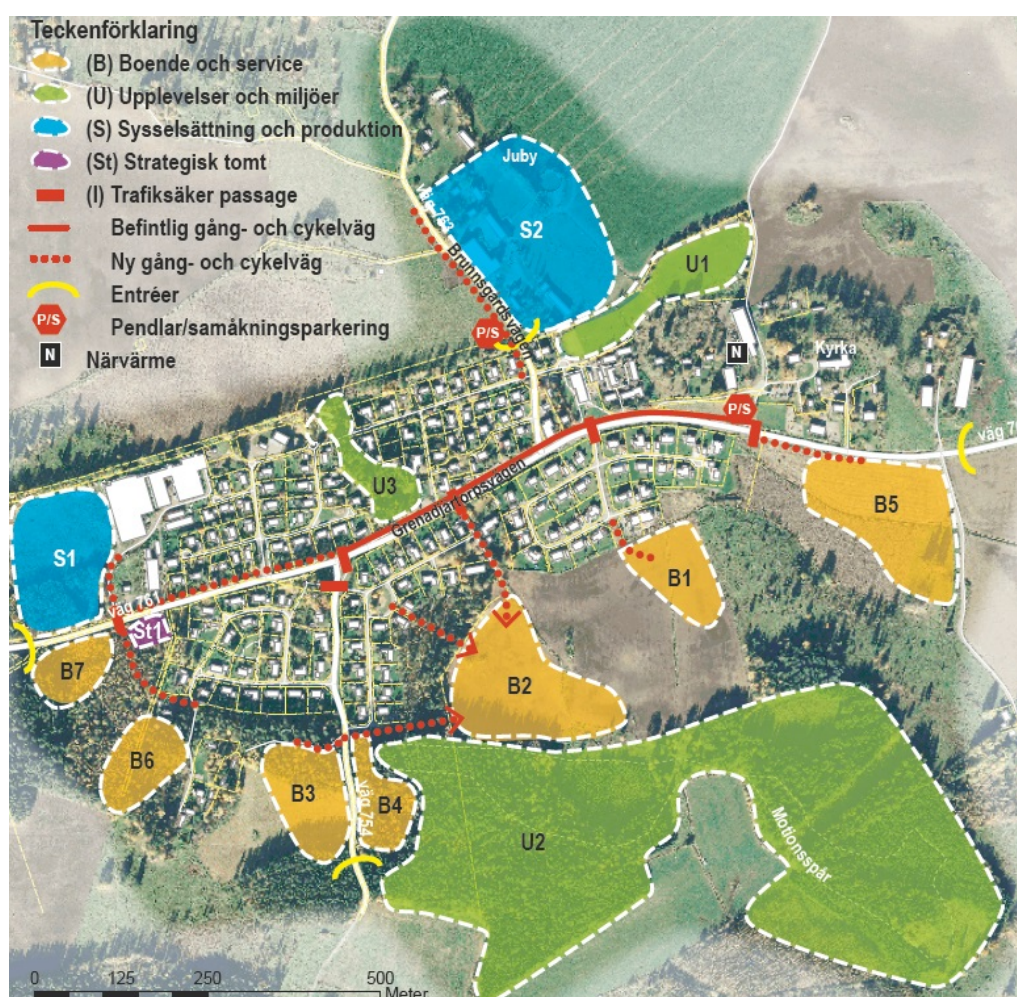 Teckenförklaring
(B) Boende och service
(U) Upplevelser och miljöer
(S) Sysselsättning och produktion
(St) Strategisk tomt
(I) Trafiksäker passage
Befintlig gång- och cykelväg
Ny gång- och cykelväg
Entréer
P/S Pendlar/samåkningsparkering
N Närvärme
Juby
väg 763
S2
Brunnsgårdsvägen
U1
P/S
N
Kyrka
P/S
väg 7
U3
Grenadjärtorpsvägen
B5
S1
B1
väg 761
St1
B7
B2
B6
B3
B4
väg 754
U2
Motionsspår
0 125 250 500
Meter